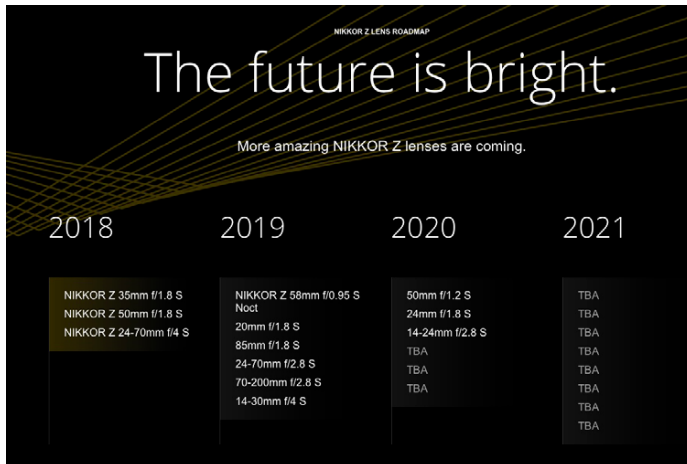 NIKKOR Z LENS ROADMAP
The future is bright.
More amazing NIKKOR Z lenses are coming.
2018
NIKKOR Z 35mm f/1.8 S
NIKKOR Z 50mm f/1.8 S
NIKKOR Z 24-70mm f/4 S
2019
NIKKOR Z 58mm f/0.95 S
Noct
20mm f/1.8 S
85mm f/1.8 S
24-70mm f/2.8 S
70-200mm f/2.8 S
14-30mm f/4 S
2020
50mm f/1.2 S
24mm f/1.8 S
14-24mm f/2.8 S
TBA
TBA
TBA
2021
TBA
TBA
TBA
TBA
TBA
TBA
TBA
TBA